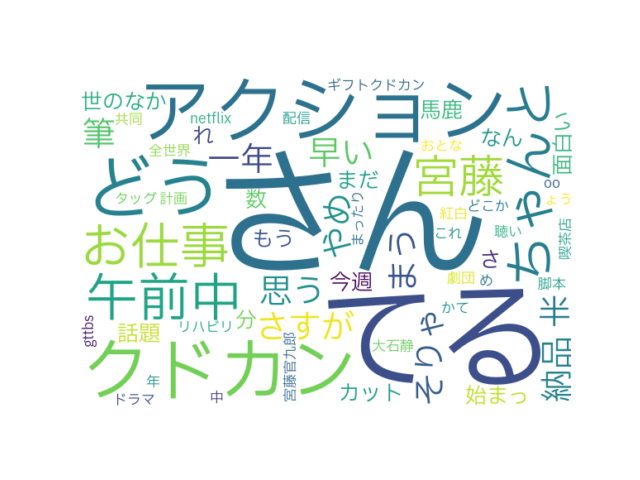 ギフトクドカン
アクション
世のなか
共同
netflix
配信
馬鹿
筆
れ
なん
おとな
ちゃんと
面白い
全世界
一年
早い
宮藤
どう
さん
タッグ
計画
数
まだ
やめ
まったり
紅白
どこか
oo
ょう
お仕事
もう
まう
これ
聴い
喫茶店
さ
午前中
思う
今週
てる
劇団
め
脚本
半
gttbs
話題
リハビリ
分
さすが
そりゃ
かて
納品
クドカン
宮藤官九郎
大石静
年
ドラマ
中
カット
始まっ